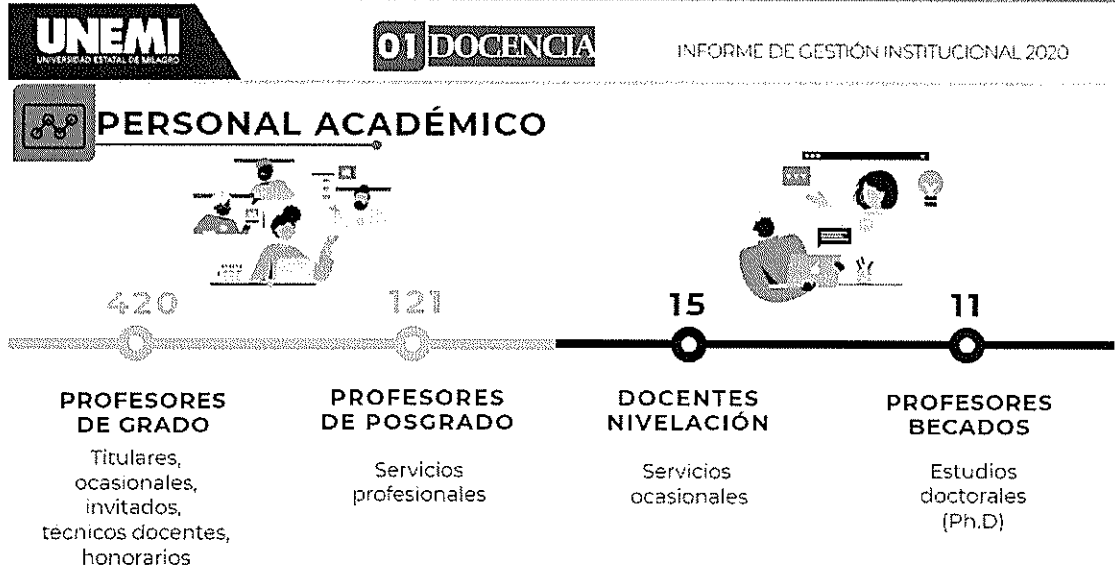 UNEMI
UNIVERSIDAD ESTATAL DE MILAGRO
01 DOCENCIA
INFORME DE GESTIÓN INSTITUCIONAL 2020
PERSONAL ACADÉMICO
420
121
15
11
PROFESORES
DE GRADO
Titulares,
ocasionales,
invitados,
técnicos docentes,
honorarios
PROFESORES
DE POSGRADO
Servicios
profesionales
DOCENTES
NIVELACIÓN
Servicios
ocasionales
PROFESORES
BECADOS
Estudios
doctorales
(Ph.D)